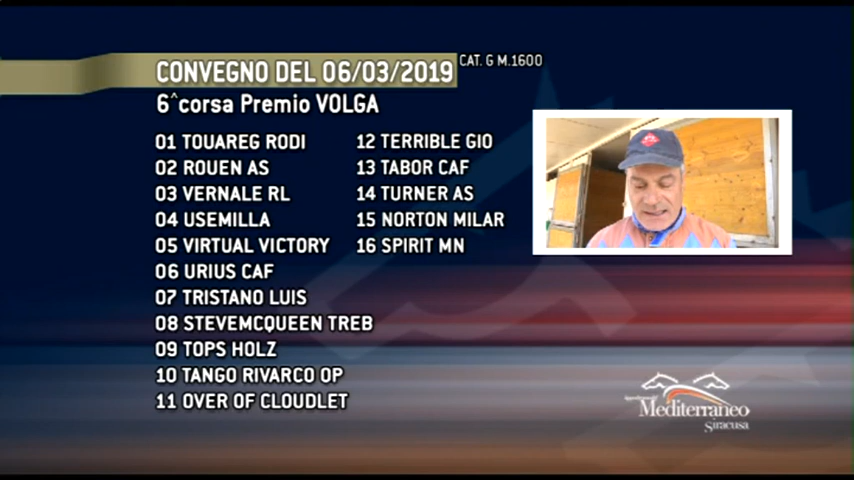 CONVEGNO DEL 06/03/2019 CAT. G M.1600
6^corsa Premio VOLGA
01 TOUAREG RODI
02 ROUEN AS
03 VERNALE RL
04 USEMILLA
05 VIRTUAL VICTORY
06 URIUS CAF
07 TRISTANO LUIS
08 STEVEMCQUEEN TREB
09 TOPS HOLZ
10 TANGO RIVARCO OP
11 OVER OF CLOUDLET
12 TERRIBLE GIO
13 TABOR CAF
14 TURNER AS
15 NORTON MILAR
16 SPIRIT MN
Mediterraneo
Siracusa